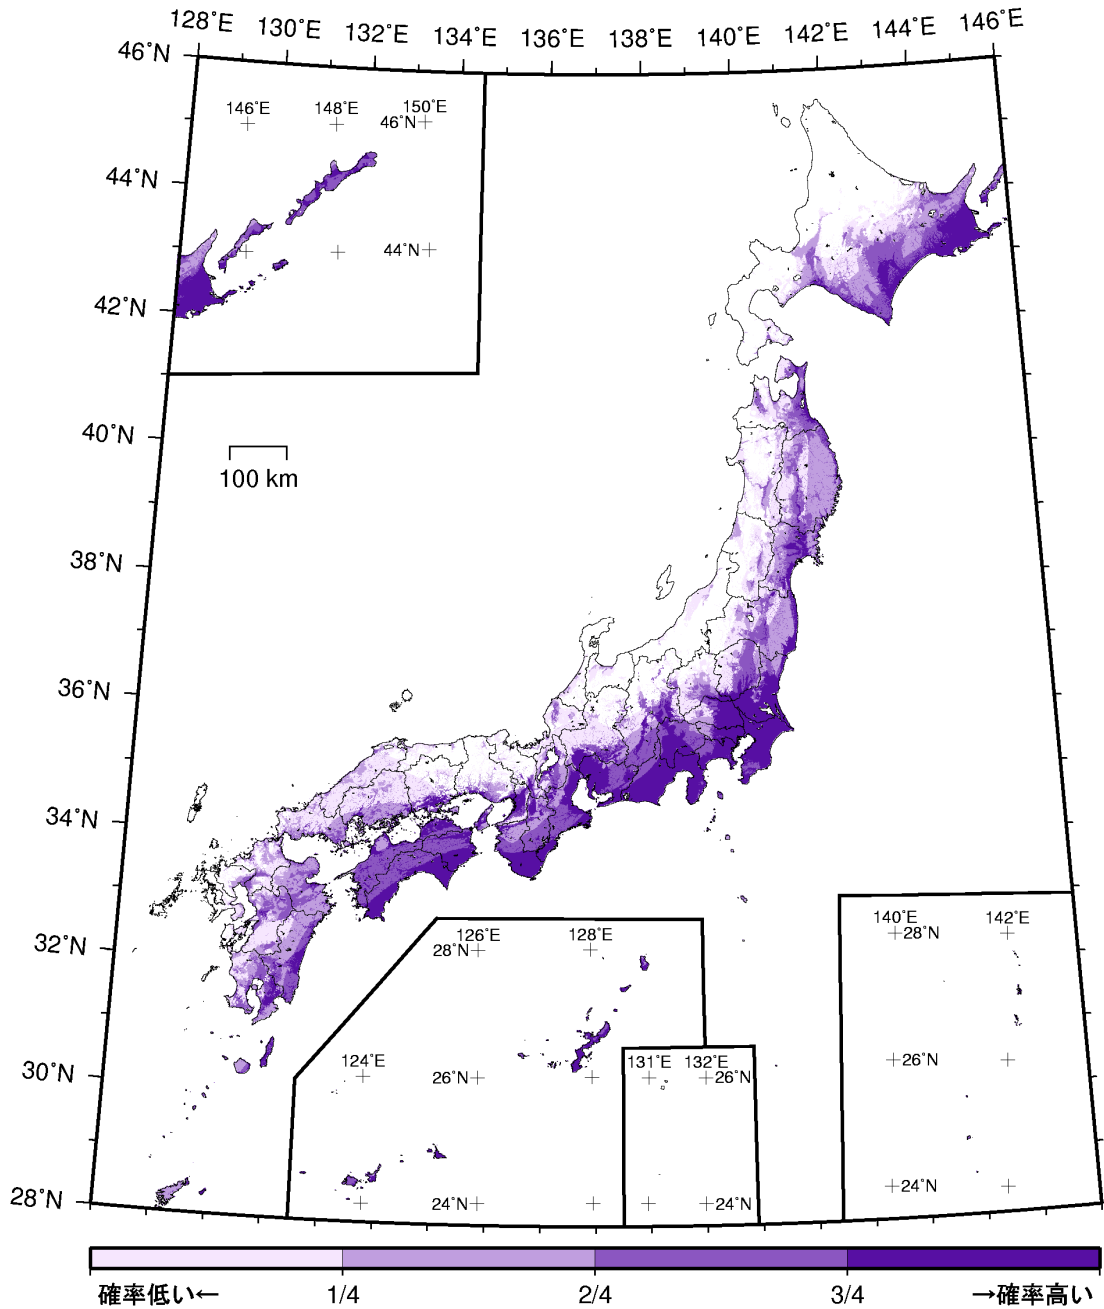 128°E 130°E 132°E 134°E 136°E 138°E 140°E 142°E 144°E 146°E
46°N
146°E 148°E 150°E
46°N
44°N
44°N
42°N
40°N
100 km
38°N
36°N
34°N
140°E 142°E
28°N
126°E 128°E
28°N
32°N
124°E
26°N
131°E 132°E
26°N
26°N
30°N
24°N
24°N
24°N
28°N
確率低い← 1/4 2/4 3/4 →確率高い